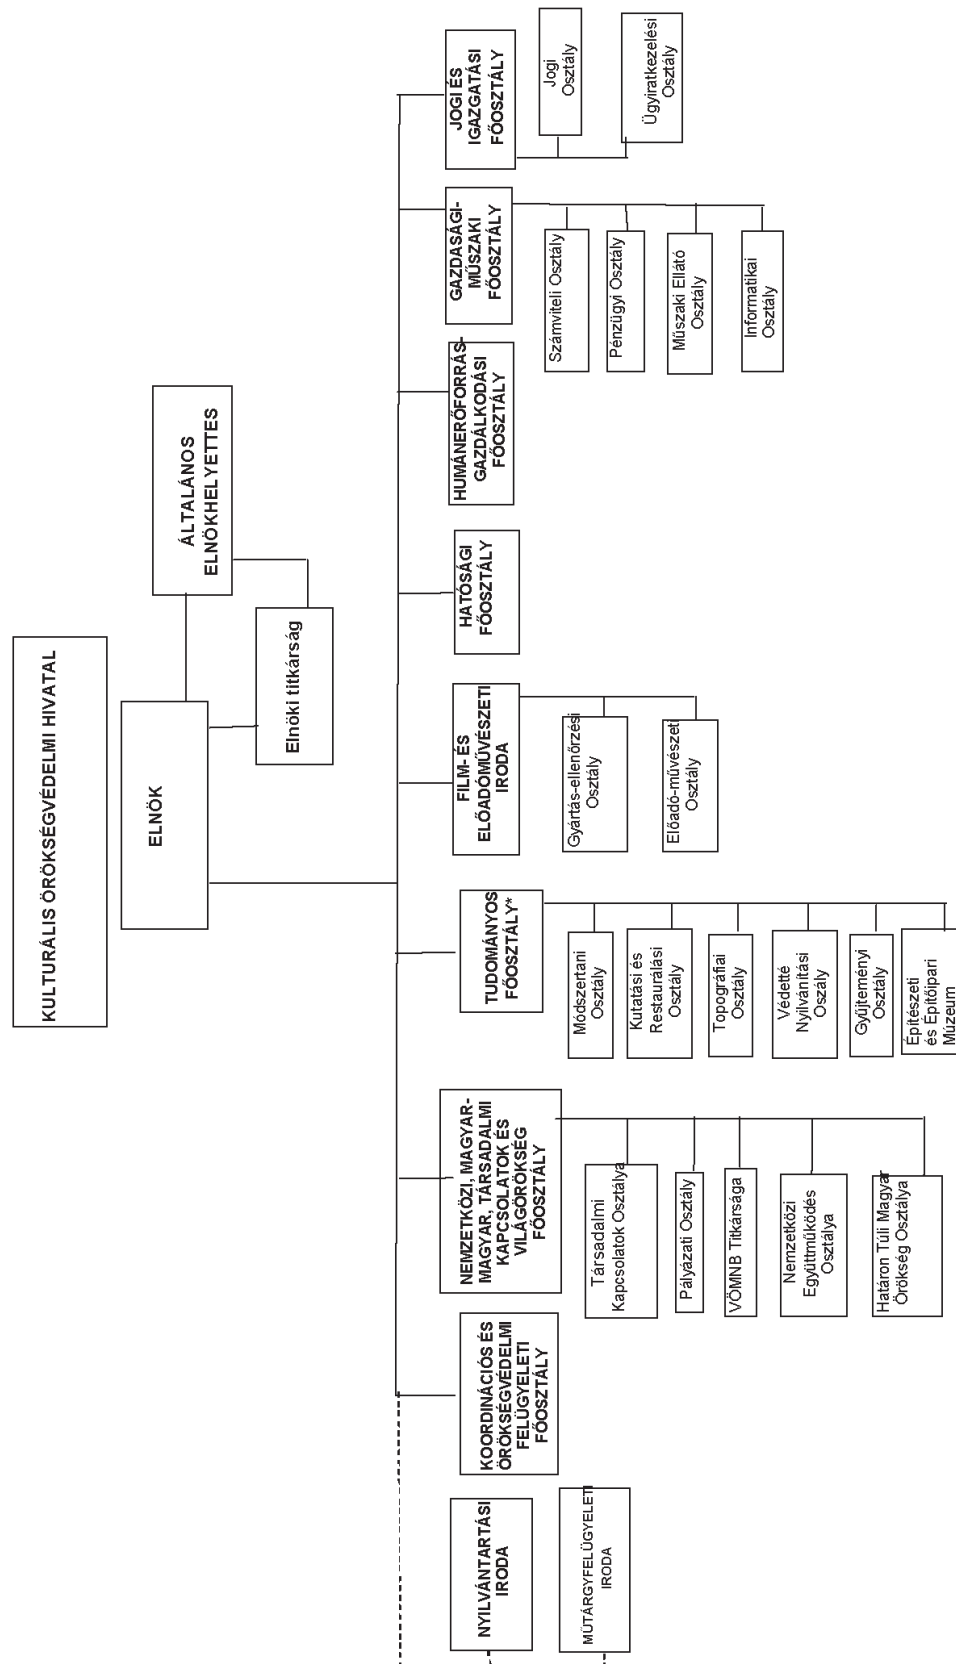 KULTURÁLIS ÖRÖKSÉGVÉDELMI HIVATAL
ELNÖK
ÁLTALÁNOS
ELNÖKHELYETTES
Elnöki titkárság
NYILVÁNTARTÁSI
IRODA
MŰTÁRGYFELÜGYELETI
IRODA
KOORDINÁCIÓS ÉS
ÖRÖKSÉGVÉDELMI
FELÜGYELETI
FŐOSZTÁLY
NEMZETKÖZI, MAGYAR-
MAGYAR, TÁRSADALMI
KAPCSOLATOK ÉS
VILÁGÖRÖKSÉG
FŐOSZTÁLY
Társadalmi
Kapcsolatok Osztálya
Pályázati Osztály
VÖMNB Titkársága
Nemzetközi
Együttműködés
Osztálya
Határon Túli Magyar
Örökség Osztálya
TUDOMÁNYOS
FŐOSZTÁLY*
Módszertani
Osztály
Kutatási és
Restaurálási
Osztály
Topográfiai
Osztály
Védetté
Nyilvánítási
Oszály
Gyűjteményi
Osztály
Építészeti
és Építőipari
Múzeum
FILM- ÉS
ELŐADÓMŰVÉSZETI
IRODA
Gyártás-ellenőrzési
Osztály
Előadó-művészeti
Osztály
HATÓSÁGI
FŐOSZTÁLY
HUMÁNERŐFORRÁS-
GAZDÁLKODÁSI
FŐOSZTÁLY
GAZDASÁGI-
MŰSZAKI
FŐOSZTÁLY
Számviteli Osztály
Pénzügyi Osztály
Műszaki Ellátó
Osztály
Informatikai
Osztály
JOGI ÉS
IGAZGATÁSI
FŐOSZTÁLY
Jogi
Osztály
Ügyiratkezelési
Osztály